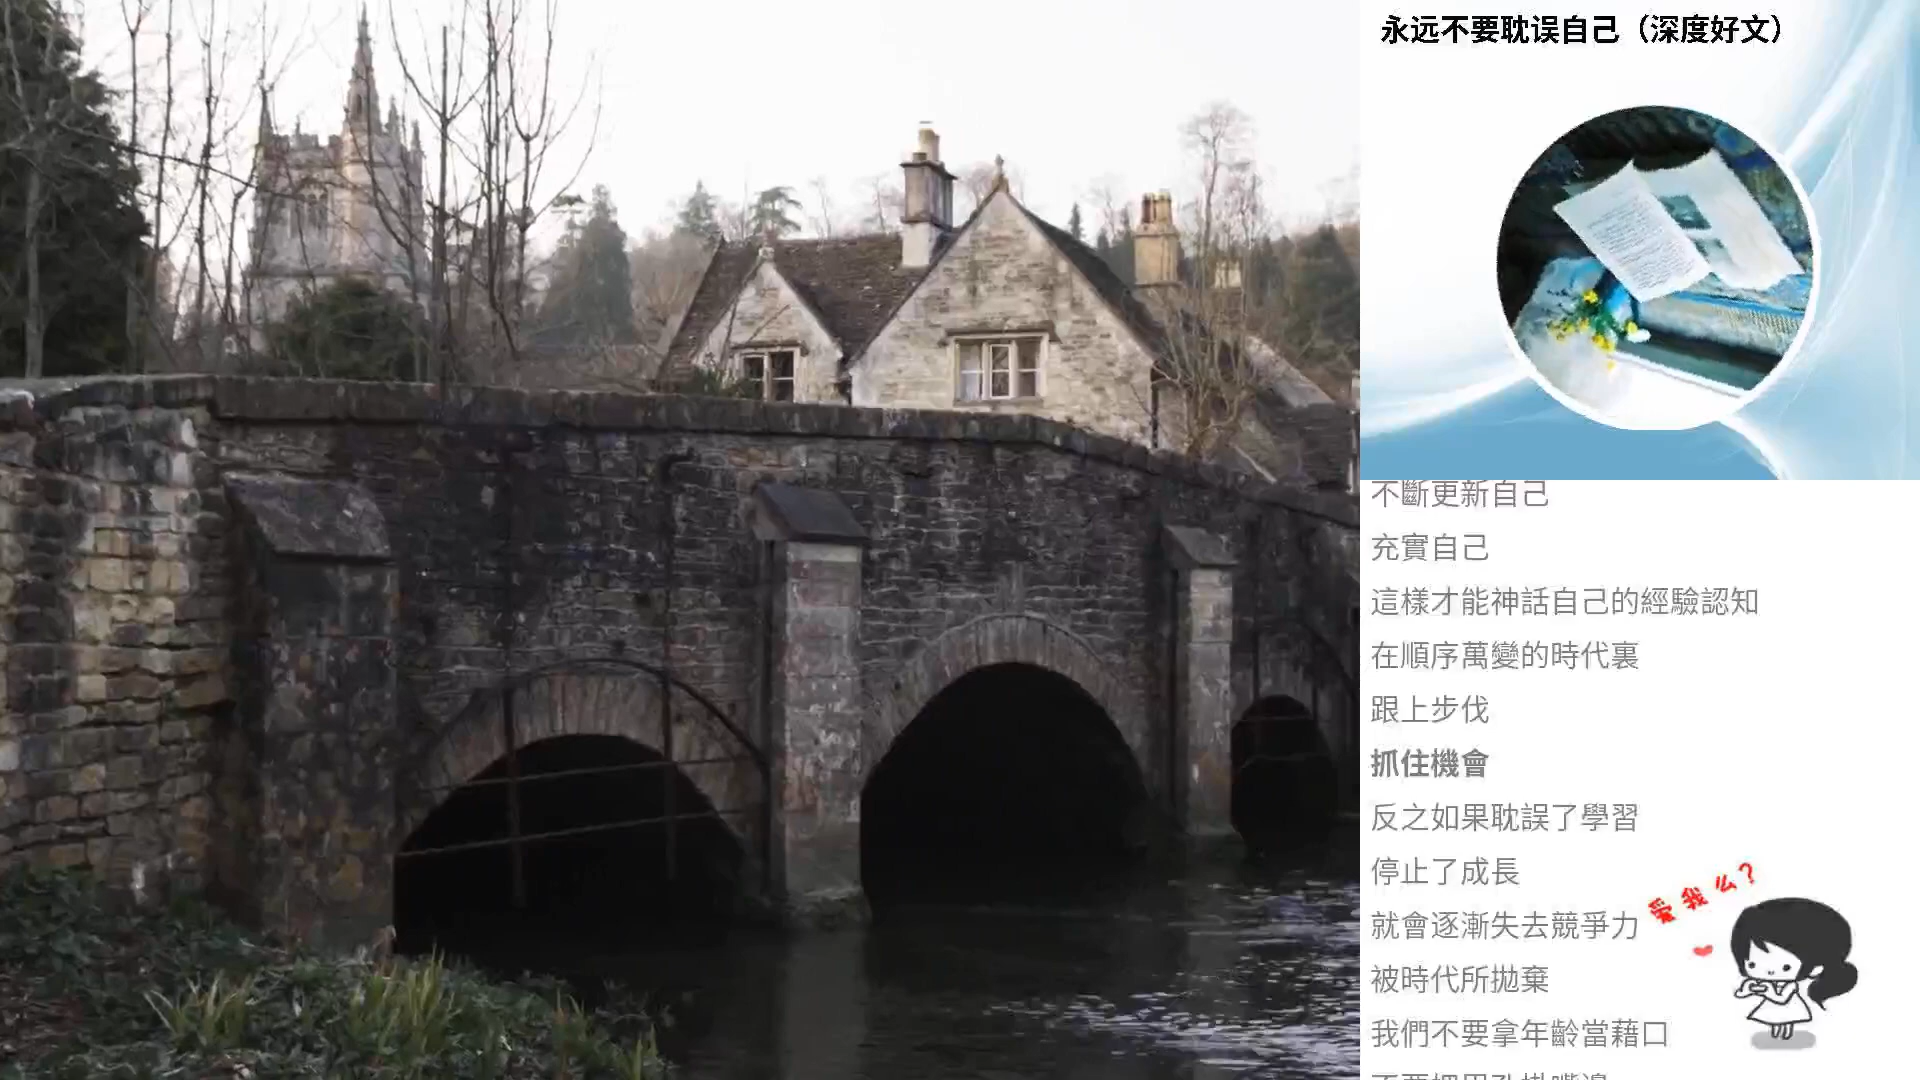 永远不要耽误自己（深度好文）
不斷更新自己
充實自己
這樣才能神話自己的經驗認知
在順序萬變的時代裏
跟上步伐
抓住機會
反之如果耽誤了學習
停止了成長
就會逐漸失去競爭力
爱我么？
被時代所拋棄
我們不要拿年齡當藉口